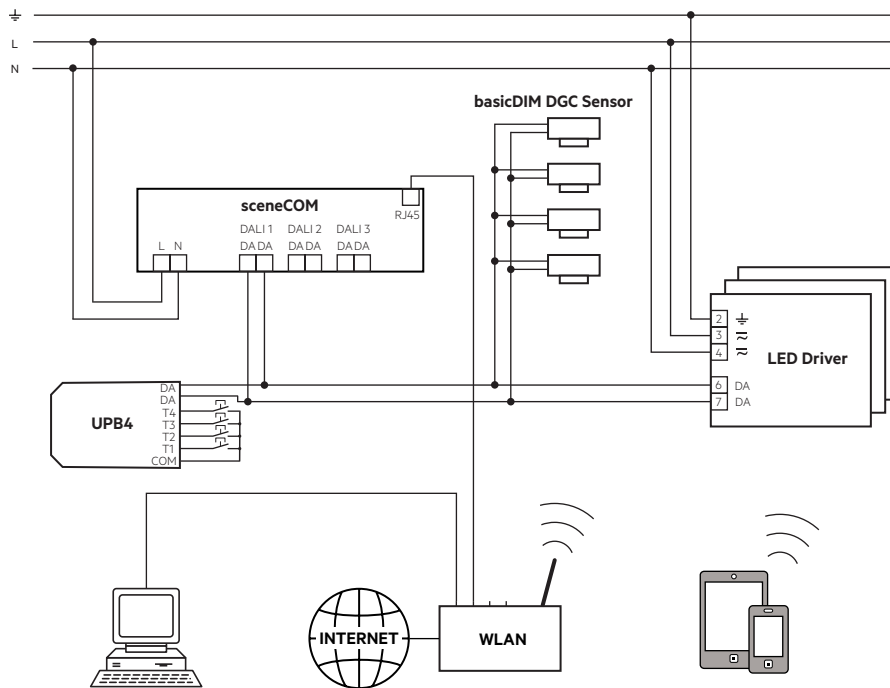 L
N
basicDIM DGC Sensor
sceneCOM
RJ45
DALI 1 DALI 2 DALI 3
L N DA DA DA DA DA DA
2
3
4
LED Driver
6 DA
7 DA
UPB4
DA
DA
T4
T3
T2
T1
COM
INTERNET
WLAN